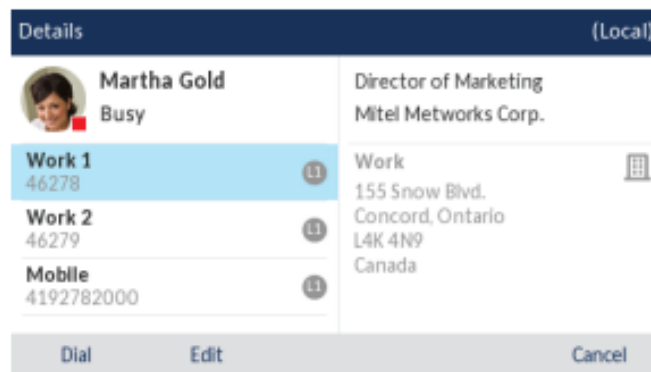 Details
(Local)
Martha Gold
Busy
Work 1
46278
L1
Work 2
46279
L1
Mobile
4192782000
L1
Director of Marketing
Mitel Metworks Corp.
Work
155 Snow Blvd.
Concord, Ontario
L4K 4N9
Canada
Dial
Edit
Cancel